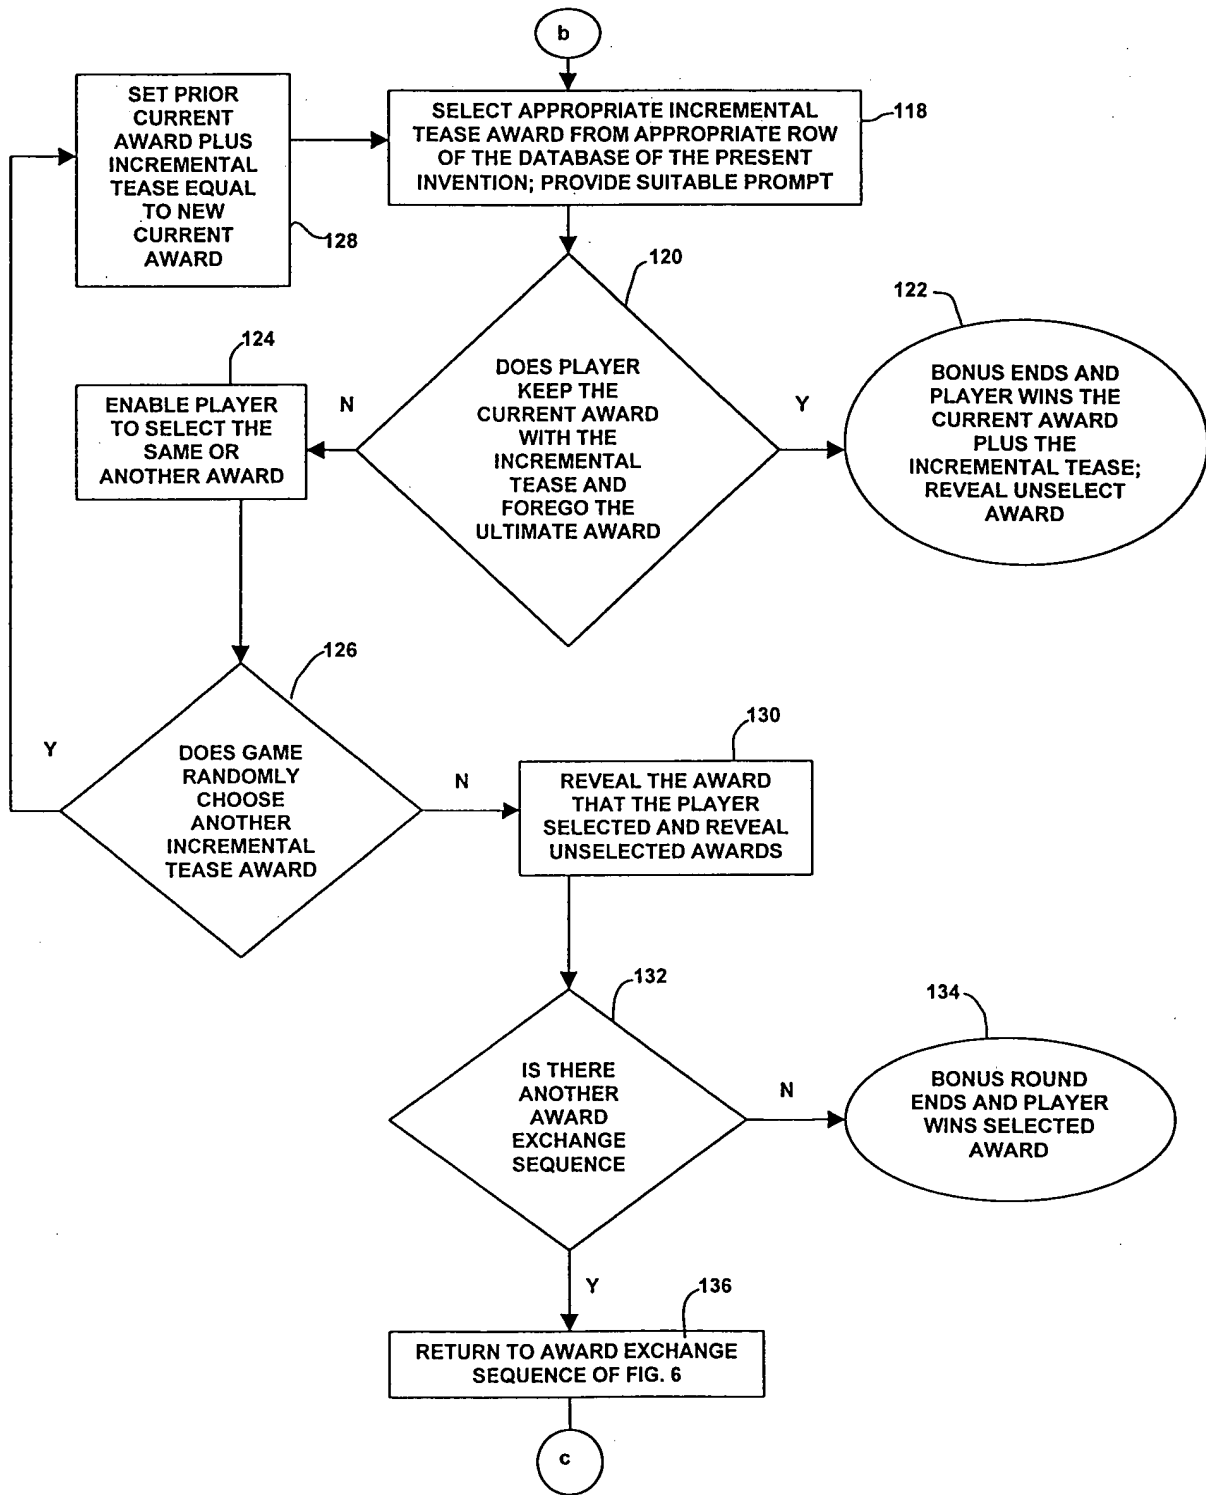 b
SET PRIOR
CURRENT
AWARD PLUS
INCREMENTAL
TEASE EQUAL
TO NEW
CURRENT
AWARD
128
SELECT APPROPRIATE INCREMENTAL
TEASE AWARD FROM APPROPRIATE ROW
OF THE DATABASE OF THE PRESENT
INVENTION; PROVIDE SUITABLE PROMPT
118
120
DOES PLAYER
KEEP THE
CURRENT AWARD
WITH THE
INCREMENTAL
TEASE AND
FOREGO THE
ULTIMATE AWARD
Y
122
BONUS ENDS AND
PLAYER WINS THE
CURRENT AWARD
PLUS THE
INCREMENTAL TEASE;
REVEAL UNSELECT
AWARD
N
124
ENABLE PLAYER
TO SELECT THE
SAME OR
ANOTHER AWARD
126
DOES GAME
RANDOMLY
CHOOSE
ANOTHER
INCREMENTAL
TEASE AWARD
Y
N
130
REVEAL THE AWARD
THAT THE PLAYER
SELECTED AND REVEAL
UNSELECTED AWARDS
132
IS THERE
ANOTHER
AWARD
EXCHANGE
SEQUENCE
N
134
BONUS ROUND
ENDS AND PLAYER
WINS SELECTED
AWARD
Y
136
RETURN TO AWARD EXCHANGE
SEQUENCE OF FIG. 6
c